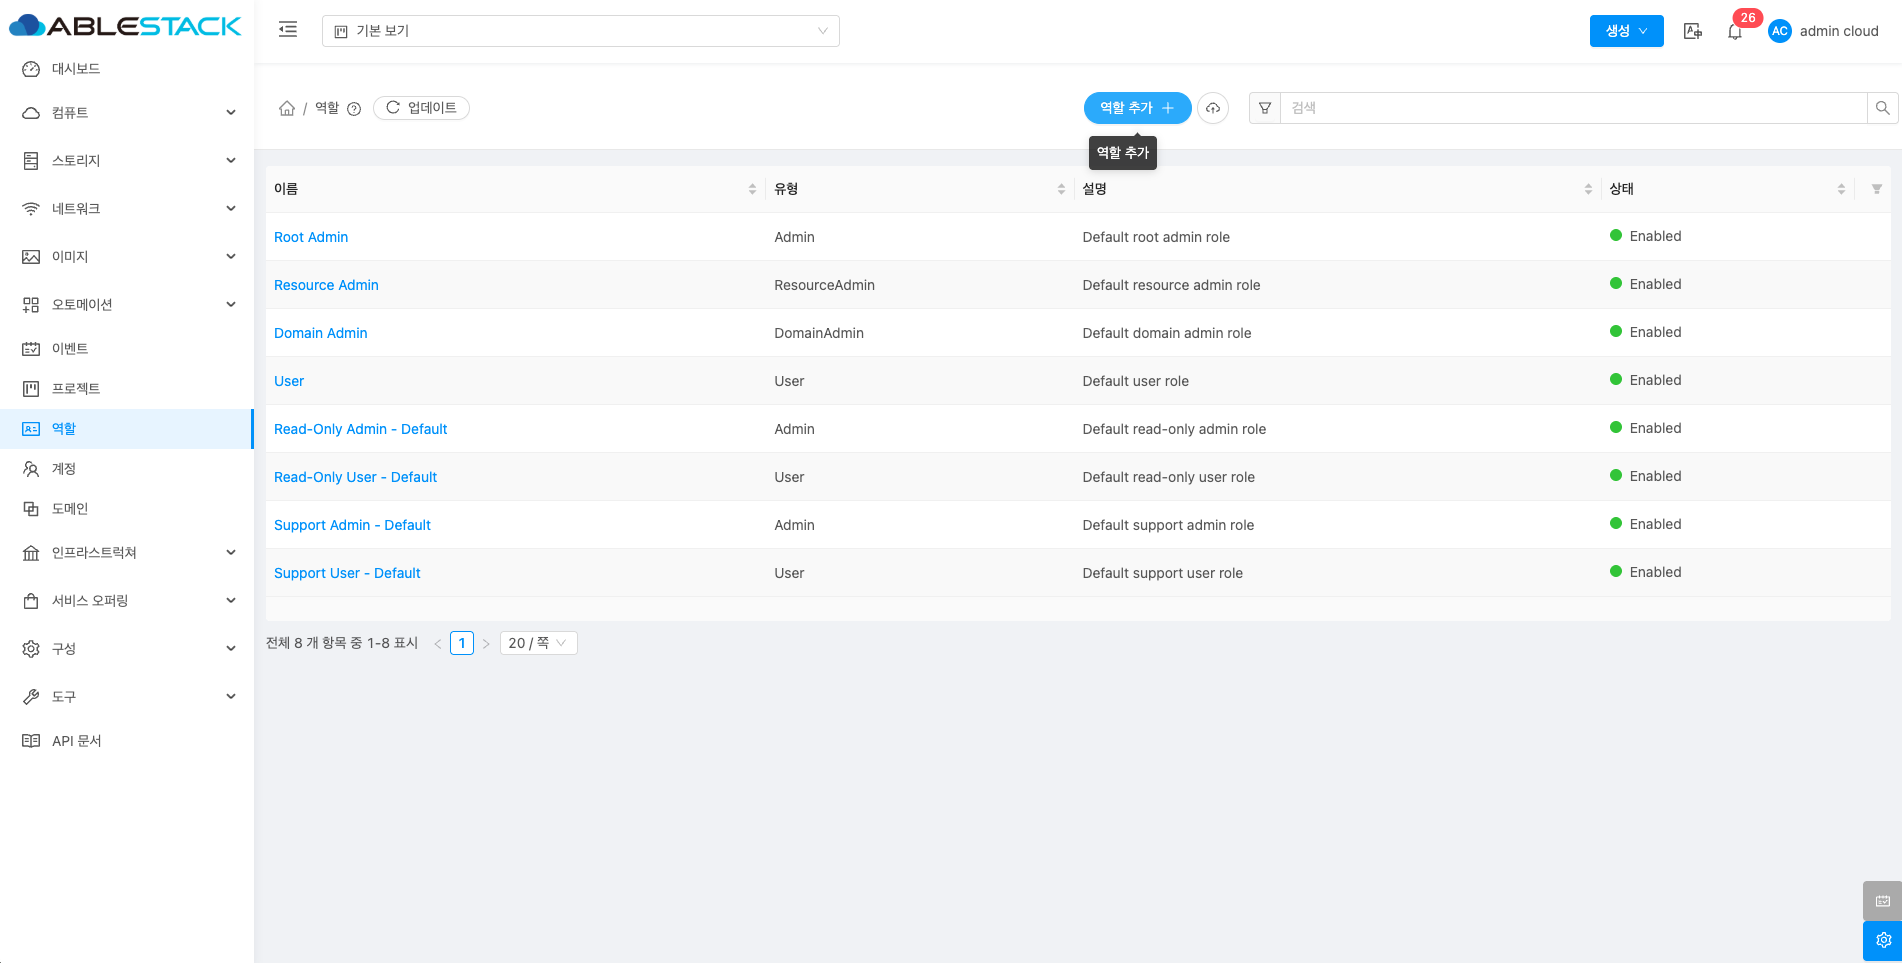 ABLESTACK
기본 보기
생성
26
AC
admin cloud
대시보드
컴퓨트
스토리지
네트워크
이미지
오토메이션
이벤트
프로젝트
역할
계정
도메인
인프라스트럭쳐
서비스 오퍼링
구성
도구
API 문서
/ 역할
업데이트
역할 추가
검색
역할 추가
이름 유형 설명 상태
Root Admin Admin Default root admin role Enabled
Resource Admin ResourceAdmin Default resource admin role Enabled
Domain Admin DomainAdmin Default domain admin role Enabled
User User Default user role Enabled
Read-Only Admin - Default Admin Default read-only admin role Enabled
Read-Only User - Default User Default read-only user role Enabled
Support Admin - Default Admin Default support admin role Enabled
Support User - Default User Default support user role Enabled
전체 8 개 항목 중 1-8 표시 < 1 > 20 / 쪽